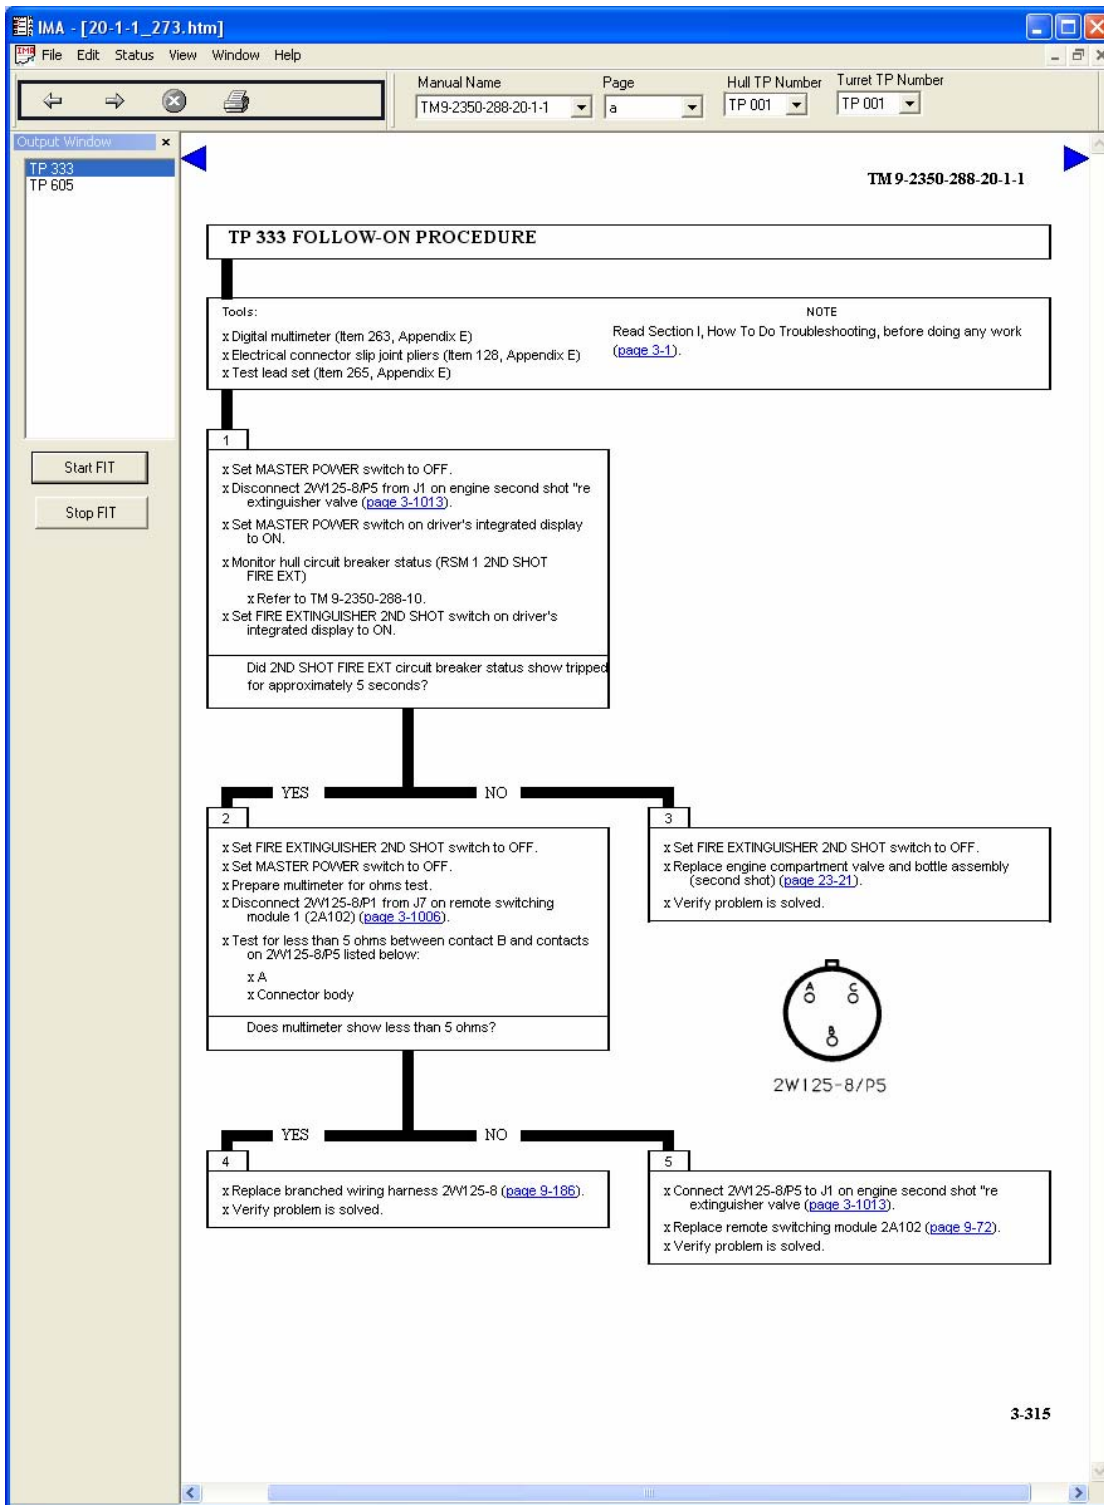 IMA - [20-1-1_273.htm]
File Edit Status View Window Help
Manual Name
Page
Hull TP Number
Turret TP Number
TM9-2350-288-20-1-1
a
TP 001
TP 001
Output Window
TP 333
TP 605
Start FIT
Stop FIT
TM 9-2350-288-20-1-1
TP 333 FOLLOW-ON PROCEDURE
Tools:
x Digital multimeter (Item 263, Appendix E)
x Electrical connector slip joint pliers (Item 128, Appendix E)
x Test lead set (Item 265, Appendix E)
NOTE
Read Section I, How To Do Troubleshooting, before doing any work
(page 3-1).
1
x Set MASTER POWER switch to OFF.
x Disconnect 2W125-8/P5 from J1 on engine second shot "re
extinguisher valve (page 3-1013).
x Set MASTER POWER switch on driver's integrated display
to ON.
x Monitor hull circuit breaker status (RSM 1 2ND SHOT
FIRE EXT)
x Refer to TM 9-2350-288-10.
x Set FIRE EXTINGUISHER 2ND SHOT switch on driver's
integrated display to ON.
Did 2ND SHOT FIRE EXT circuit breaker status show tripped
for approximately 5 seconds?
YES
NO
2
x Set FIRE EXTINGUISHER 2ND SHOT switch to OFF.
x Set MASTER POWER switch to OFF.
x Prepare multimeter for ohms test.
x Disconnect 2W125-8/P1 from J7 on remote switching
module 1 (2A102) (page 3-1006).
x Test for less than 5 ohms between contact B and contacts
on 2W125-8/P5 listed below:
x A
x Connector body
Does multimeter show less than 5 ohms?
3
x Set FIRE EXTINGUISHER 2ND SHOT switch to OFF.
x Replace engine compartment valve and bottle assembly
(second shot) (page 23-21).
x Verify problem is solved.
A C
B
2W125-8/P5
YES
NO
4
x Replace branched wiring harness 2W125-8 (page 9-186).
x Verify problem is solved.
5
x Connect 2W125-8/P5 to J1 on engine second shot "re
extinguisher valve (page 3-1013).
x Replace remote switching module 2A102 (page 9-72).
x Verify problem is solved.
3-315